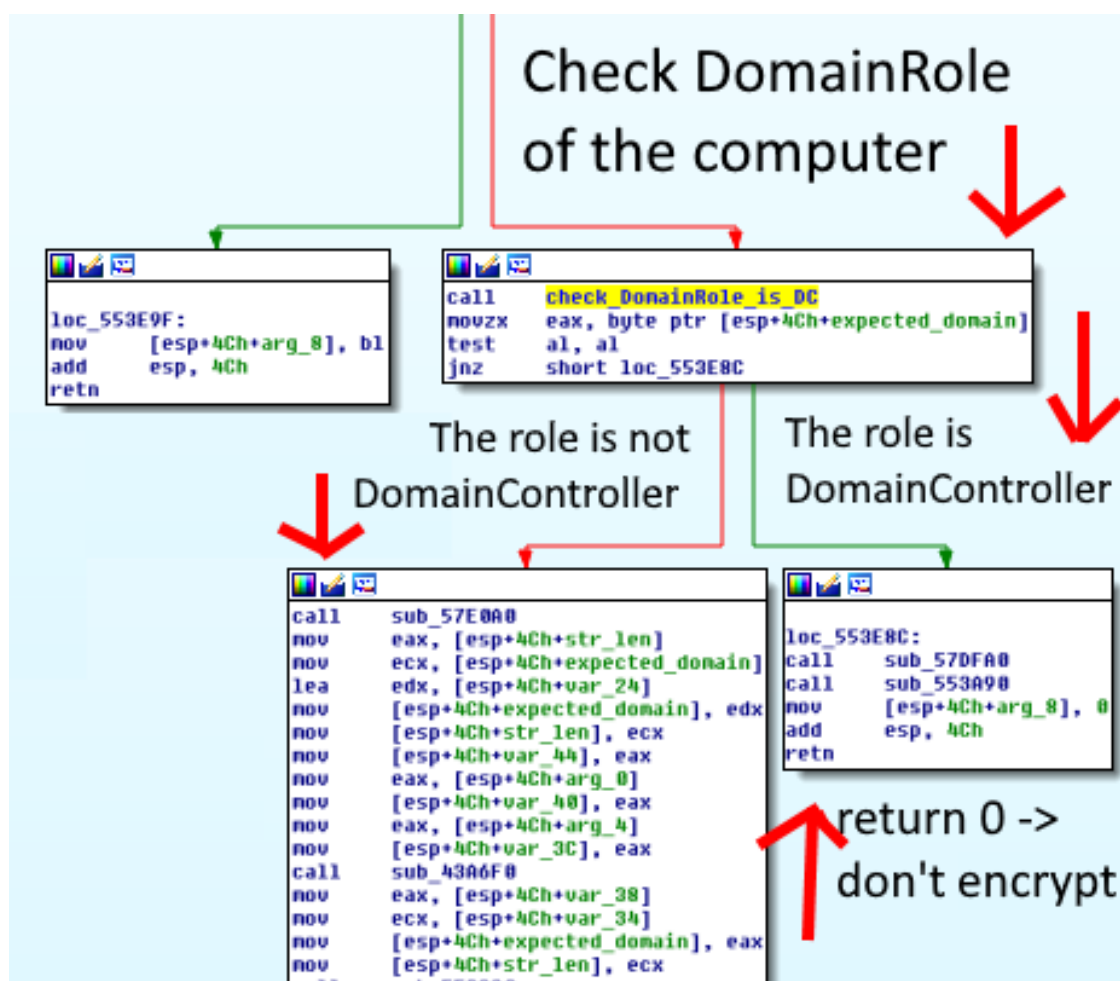 Check DomainRole
of the computer
loc_553E9F:
mov [esp+4Ch+arg_8], bl
add esp, 4Ch
retn
call check_DomainRole_is_DC
movzx eax, byte ptr [esp+4Ch+expected_domain]
test al, al
jnz short loc_553E8C
The role is not
DomainController
The role is
DomainController
call sub_57E0A0
mov eax, [esp+4Ch+str_len]
mov ecx, [esp+4Ch+expected_domain]
lea edx, [esp+4Ch+var_24]
mov [esp+4Ch+expected_domain], edx
mov [esp+4Ch+str_len], ecx
mov [esp+4Ch+var_44], eax
mov eax, [esp+4Ch+arg_0]
mov [esp+4Ch+var_40], eax
mov eax, [esp+4Ch+arg_4]
mov [esp+4Ch+var_3C], eax
call sub_43A6F0
mov eax, [esp+4Ch+var_38]
mov ecx, [esp+4Ch+var_34]
mov [esp+4Ch+expected_domain], eax
mov [esp+4Ch+str_len], ecx
loc_553E8C:
call sub_57DFA0
call sub_553A90
mov [esp+4Ch+arg_8], 0
add esp, 4Ch
retn
return 0 ->
don't encrypt